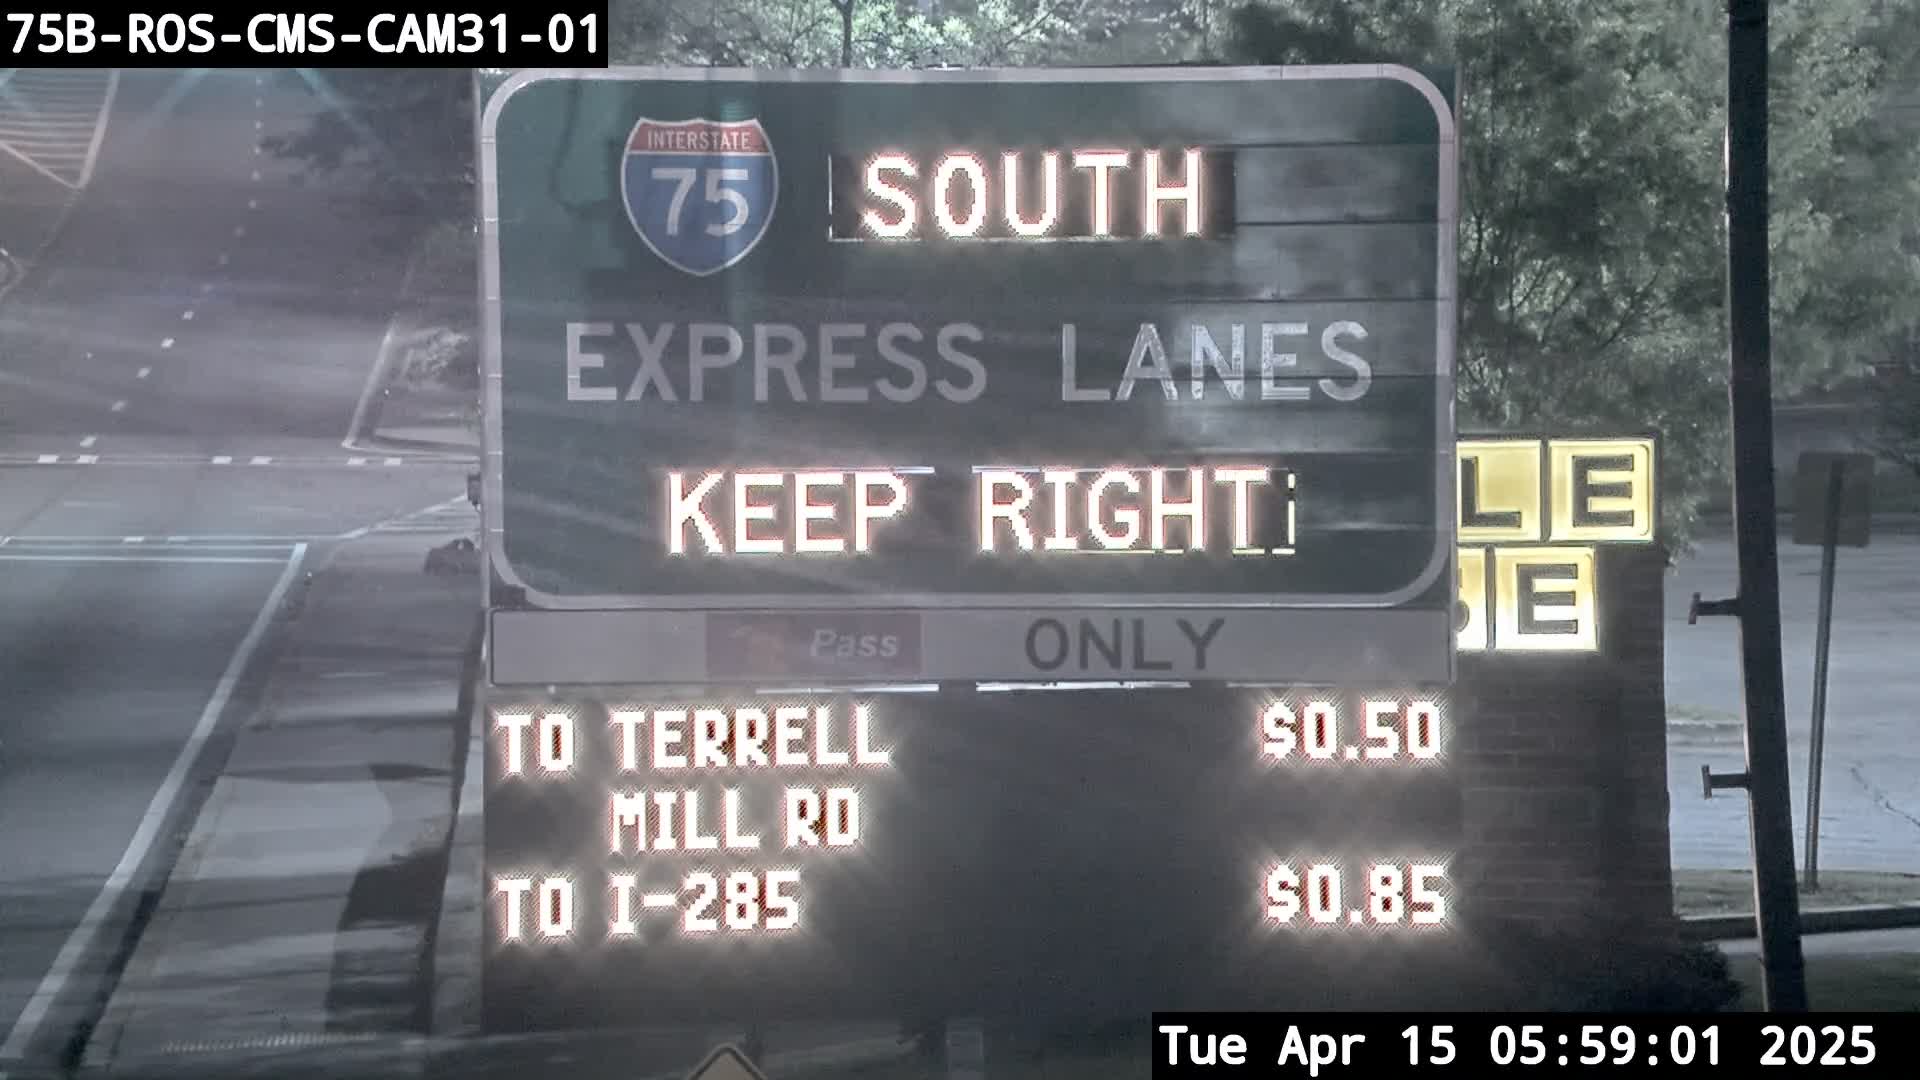 75B-ROS-CMS-CAM31-01
INTERSTATE
75
SOUTH
EXPRESS LANES
KEEP RIGHT
Pass ONLY
TO TERRELL $0.50
MILL RD
TO I-285 $0.85
LE
E
Tue Apr 15 05:59:01 2025